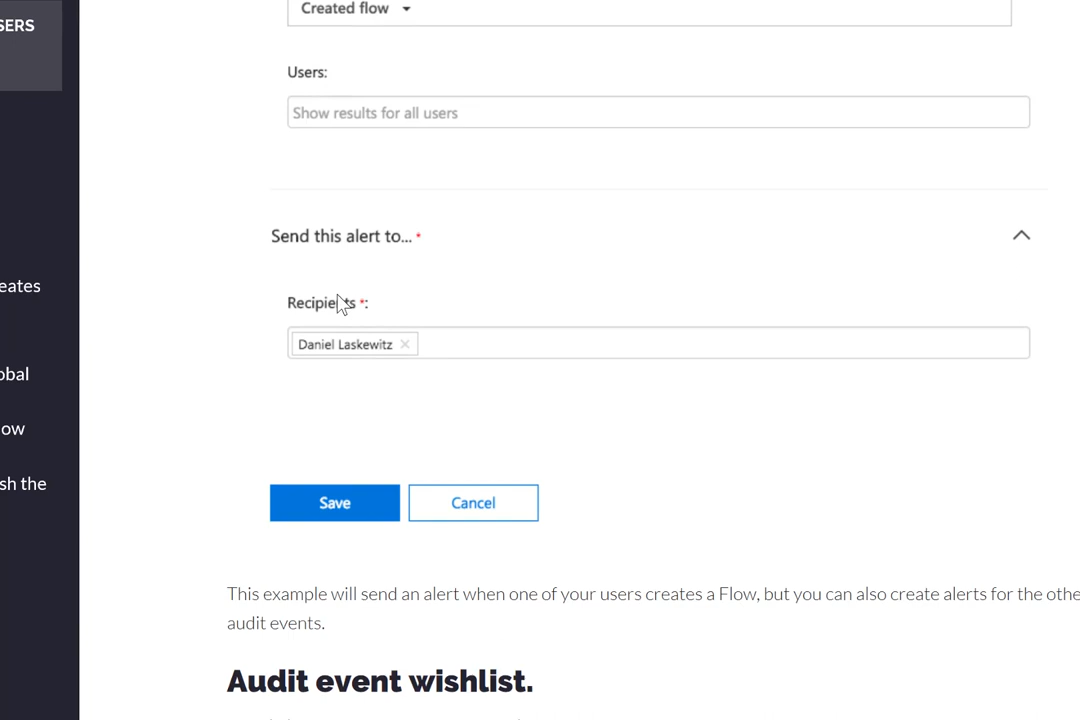 SERS
eates
obal
ow
sh the
Created flow
Users:
Show results for all users
Send this alert to... *
Recipients *:
Daniel Laskewitz ×
Save
Cancel
This example will send an alert when one of your users creates a Flow, but you can also create alerts for the othe
audit events.
Audit event wishlist.